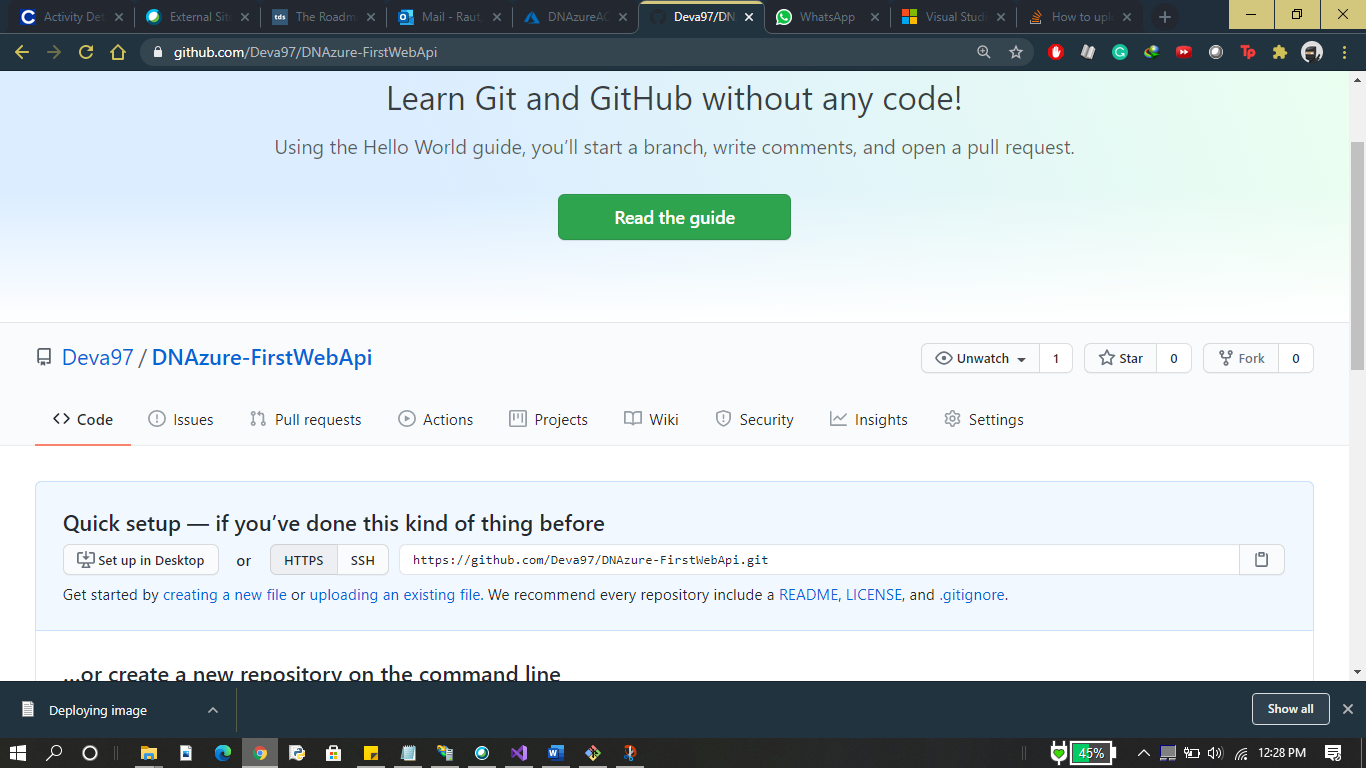 Activity Det
External Site
The Roadm
Mail - Raut,
DNAzureAC
Deva97/DN
WhatsApp
Visual Stud
How to upl
github.com/Deva97/DNAzure-FirstWebApi
Learn Git and GitHub without any code!
Using the Hello World guide, you’ll start a branch, write comments, and open a pull request.
Read the guide
Deva97 / DNAzure-FirstWebApi
Unwatch 1
Star 0
Fork 0
Code Issues Pull requests Actions Projects Wiki Security Insights Settings
Quick setup — if you’ve done this kind of thing before
Set up in Desktop or HTTPS SSH https://github.com/Deva97/DNAzure-FirstWebApi.git
Get started by creating a new file or uploading an existing file. We recommend every repository include a README, LICENSE, and .gitignore.
...or create a new repository on the command line
Deploying image
Show all
45%
12:28 PM